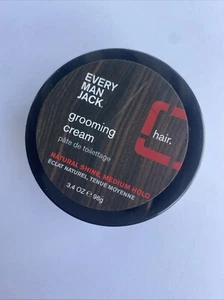 EVERY
MAN
JACK.
grooming
cream
pâte de toilettage
hair.
NATURAL SHINE, MEDIUM HOLD
ÉCLAT NATUREL, TENUE MOYENNE
3.4 OZ ℮ 96g